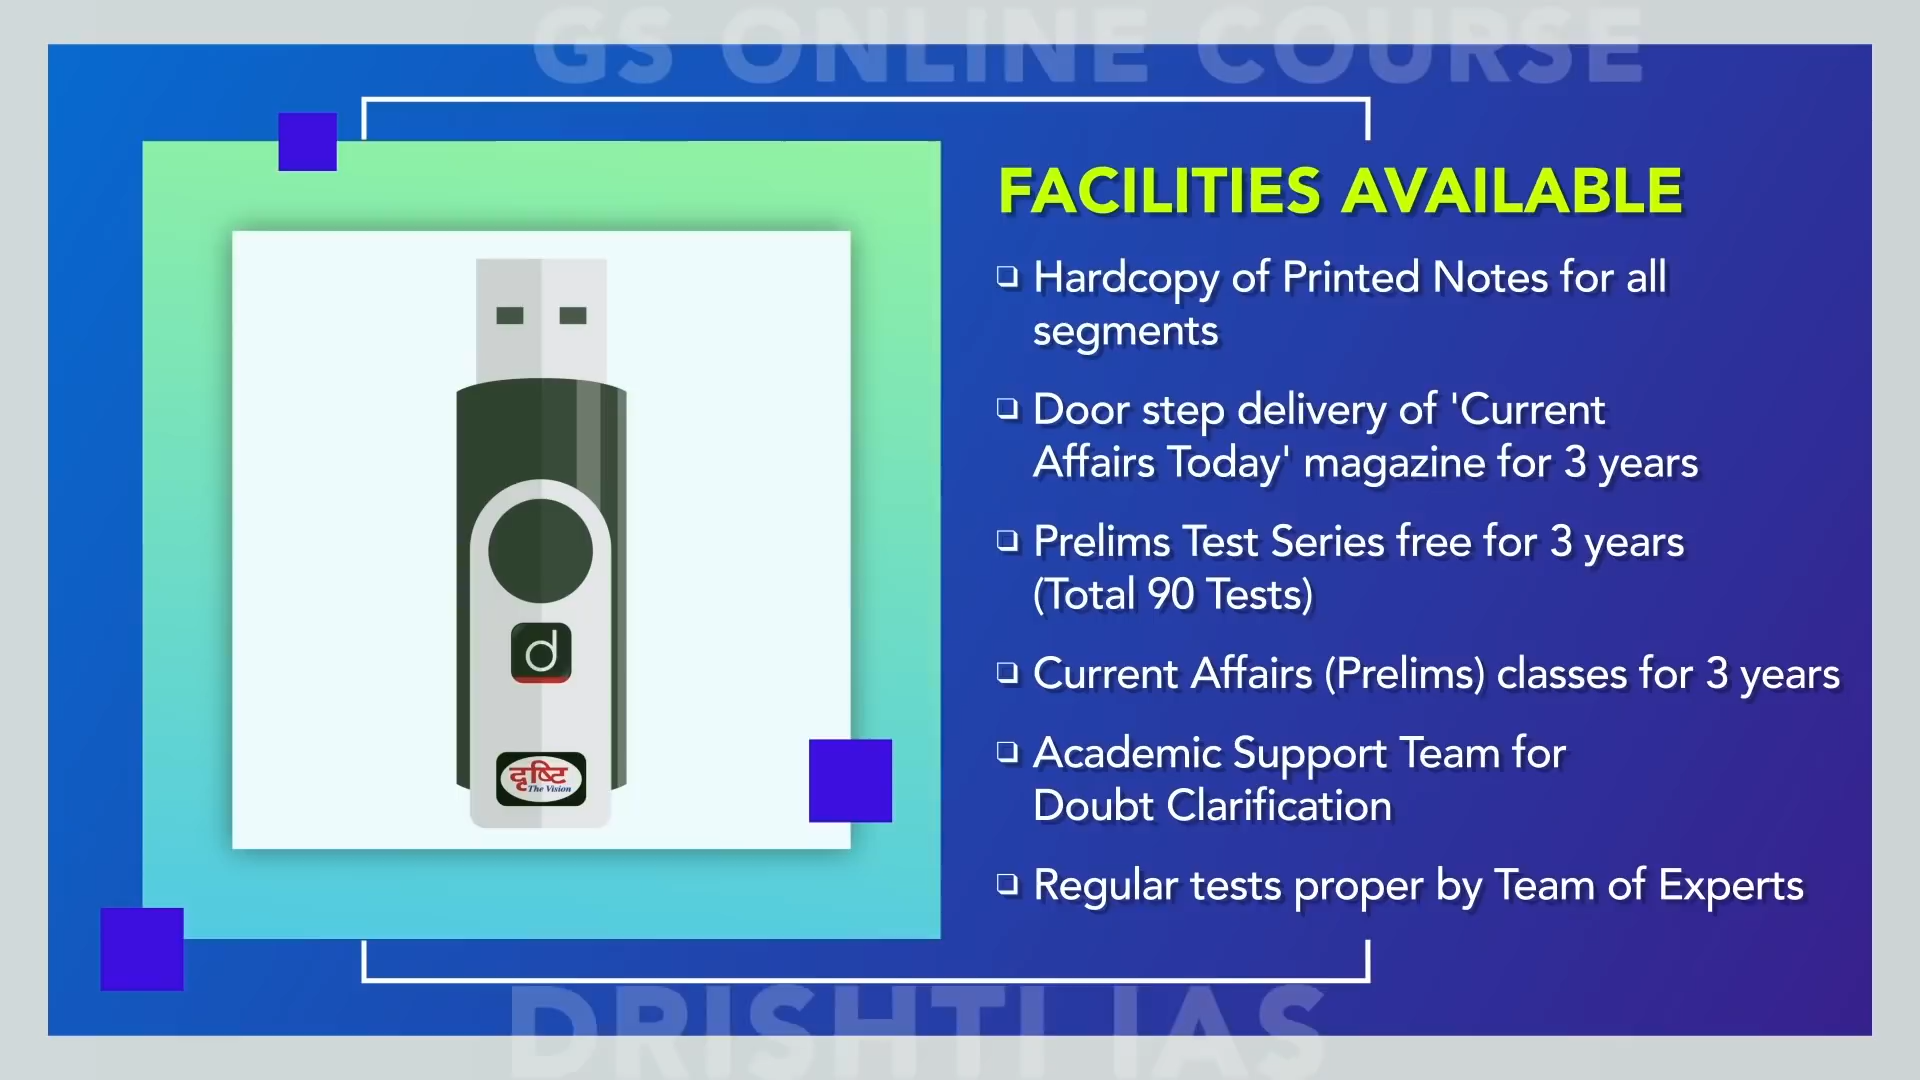 GS ONLINE COURSE
FACILITIES AVAILABLE
❏ Hardcopy of Printed Notes for all
segments
❏ Door step delivery of 'Current
Affairs Today' magazine for 3 years
❏ Prelims Test Series free for 3 years
(Total 90 Tests)
❏ Current Affairs (Prelims) classes for 3 years
❏ Academic Support Team for
Doubt Clarification
❏ Regular tests proper by Team of Experts
d
दृष्टि
The Vision
DRISHTI IAS